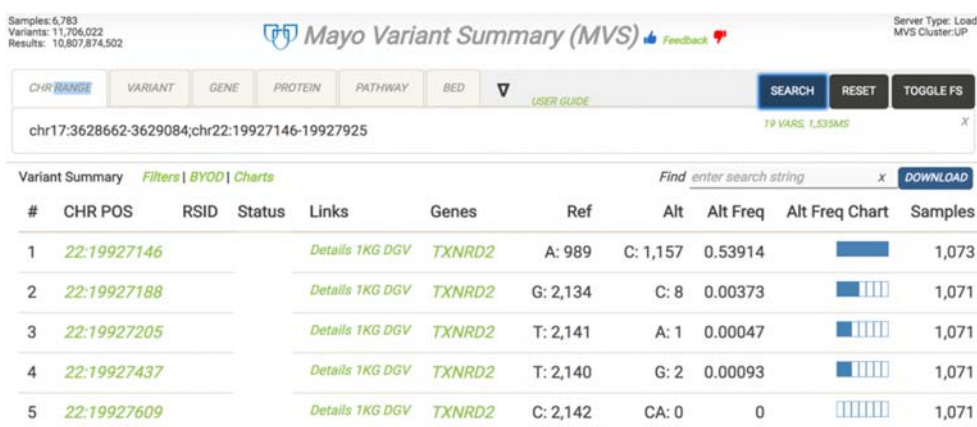 Samples:6,783
Variants: 11,706,022
Results: 10,807,874,502
Mayo Variant Summary (MVS) Feedback
Server Type: Load
MVS Cluster:UP
CHR RANGE VARIANT GENE PROTEIN PATHWAY BED USER GUIDE SEARCH RESET TOGGLE FS
chr17:3628662-3629084;chr22:19927146-19927925 19 VARS, 1,535MS X
Variant Summary Filters | BYOD | Charts Find enter search string x DOWNLOAD
# CHR POS RSID Status Links Genes Ref Alt Alt Freq Alt Freq Chart Samples
1 22:19927146 Details 1KG DGV TXNRD2 A: 989 C: 1,157 0.53914 1,073
2 22:19927188 Details 1KG DGV TXNRD2 G: 2,134 C: 8 0.00373 1,071
3 22:19927205 Details 1KG DGV TXNRD2 T: 2,141 A: 1 0.00047 1,071
4 22:19927437 Details 1KG DGV TXNRD2 T: 2,140 G: 2 0.00093 1,071
5 22:19927609 Details 1KG DGV TXNRD2 C: 2,142 CA: 0 0 1,071